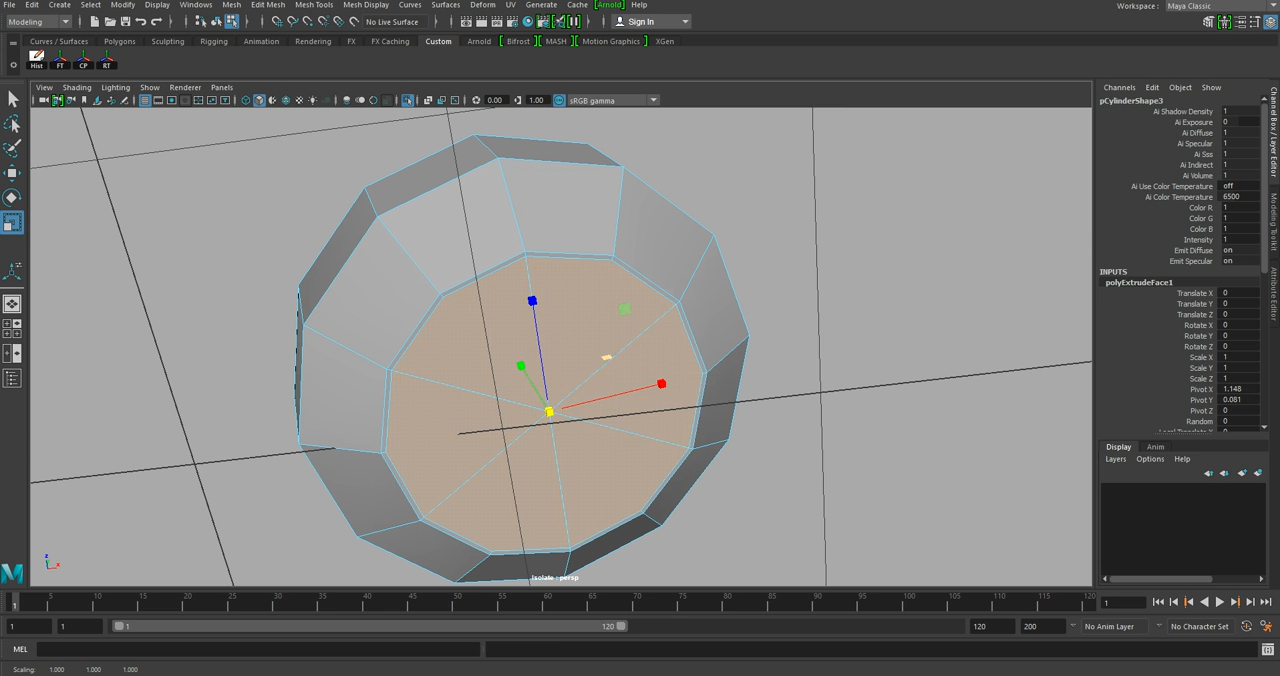 File Edit Create Select Modify Display Windows Mesh Edit Mesh Mesh Tools Mesh Display Curves Surfaces Deform UV Generate Cache [Arnold] Help Workspace : Maya Classic
Modeling No Live Surface Sign In
Curves / Surfaces Polygons Sculpting Rigging Animation Rendering FX FX Caching Custom Arnold Bifrost MASH Motion Graphics XGen
Hist FT CP RT
View Shading Lighting Show Renderer Panels
0.00 1.00 sRGB gamma
Isolate : persp
z
x
Channels Edit Object Show
pCylinderShape3
Ai Shadow Density 1
Ai Exposure 0
Ai Diffuse 1
Ai Specular 1
Ai Sss 1
Ai Indirect 1
Ai Volume 1
Ai Use Color Temperature off
Ai Color Temperature 6500
Color R 1
Color G 1
Color B 1
Intensity 1
Emit Diffuse on
Emit Specular on
INPUTS
polyExtrudeFace1
Translate X 0
Translate Y 0
Translate Z 0
Rotate X 0
Rotate Y 0
Rotate Z 0
Scale X 1
Scale Y 1
Scale Z 1
Pivot X 1.148
Pivot Y 0.081
Pivot Z 0
Random 0
Display Anim
Layers Options Help
Channel Box / Layer Editor
Modeling Toolkit
Attribute Editor
1 5 10 15 20 25 30 35 40 45 50 55 60 65 70 75 80 85 90 95 100 105 110 115 120 1
1 1 1 120 120 200 No Anim Layer No Character Set
MEL
Scaling: 1.000 1.000 1.000